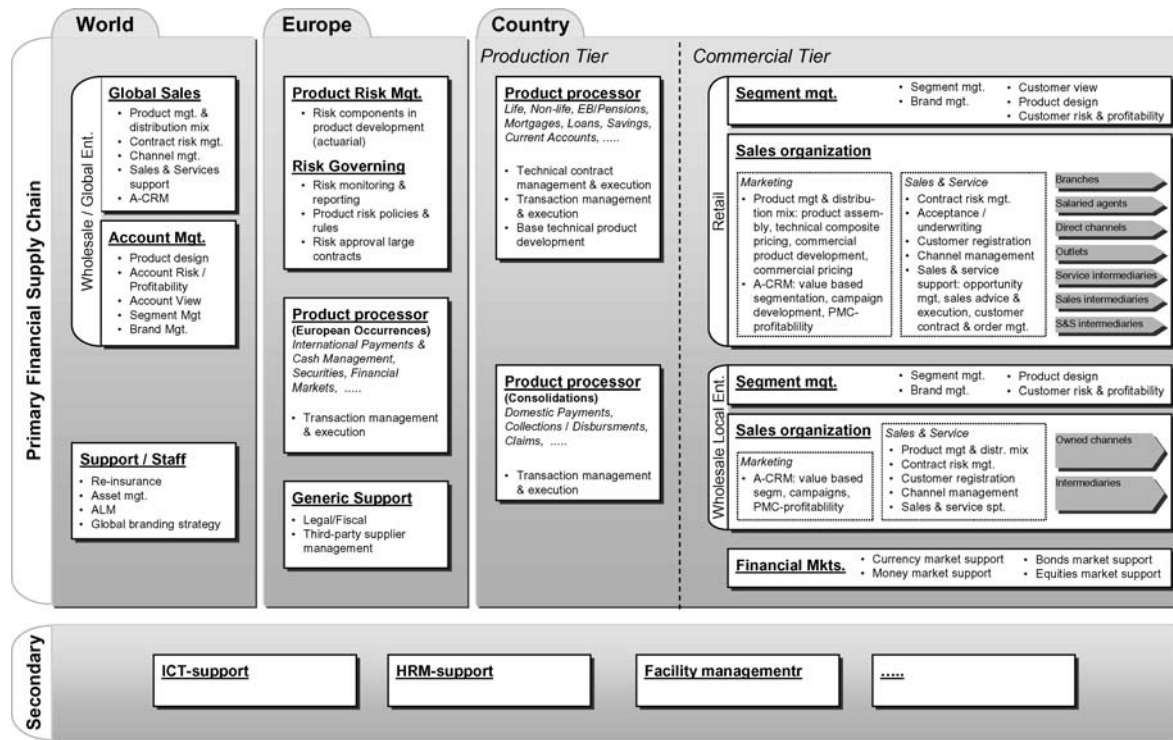 World
Europe
Country
Primary Financial Supply Chain
Wholesale / Global Ent.
Global Sales
• Product mgt. &
distribution mix
• Contract risk mgt.
• Channel mgt.
• Sales & Services
support
• A-CRM
Account Mgt.
• Product design
• Account Risk /
Profitability
• Account View
• Segment Mgt
• Brand Mgt.
Support / Staff
• Re-insurance
• Asset mgt.
• ALM
• Global branding strategy
Product Risk Mgt.
• Risk components in
product development
(actuarial)
Risk Governing
• Risk monitoring &
reporting
• Product risk policies &
rules
• Risk approval large
contracts
Product processor
(European Occurrences)
International Payments &
Cash Management,
Securities, Financial
Markets, .....
• Transaction management
& execution
Generic Support
• Legal/Fiscal
• Third-party supplier
management
Production Tier
Product processor
Life, Non-life, EB/Pensions,
Mortgages, Loans, Savings,
Current Accounts, .....
• Technical contract
management & execution
• Transaction management
& execution
• Base technical product
development
Product processor
(Consolidations)
Domestic Payments,
Collections / Disbursments,
Claims, .....
• Transaction management
& execution
Commercial Tier
Retail
Segment mgt.
• Segment mgt.
• Brand mgt.
• Customer view
• Product design
• Customer risk & profitability
Sales organization
Marketing
• Product mgt & distribu-
tion mix: product assem-
bly, technical composite
pricing, commercial
product development,
commercial pricing
• A-CRM: value based
segmentation, campaign
development, PMC-
profitablility
Sales & Service
• Contract risk mgt.
• Acceptance /
underwriting
• Customer registration
• Channel management
• Sales & service
support: opportunity
mgt, sales advice &
execution, customer
contract & order mgt.
Branches
Salaried agents
Direct channels
Outlets
Service intermediaries
Sales intermediaries
S&S intermediaries
Wholesale Local Ent.
Segment mgt.
• Segment mgt.
• Brand mgt.
• Product design
• Customer risk & profitability
Sales organization
Marketing
• A-CRM: value based
segm, campaigns,
PMC-profitablility
Sales & Service
• Product mgt & distr. mix
• Contract risk mgt.
• Customer registration
• Channel management
• Sales & service spt.
Owned channels
Intermediaries
Financial Mkts.
• Currency market support
• Money market support
• Bonds market support
• Equities market support
Secondary
ICT-support
HRM-support
Facility managementr
.....